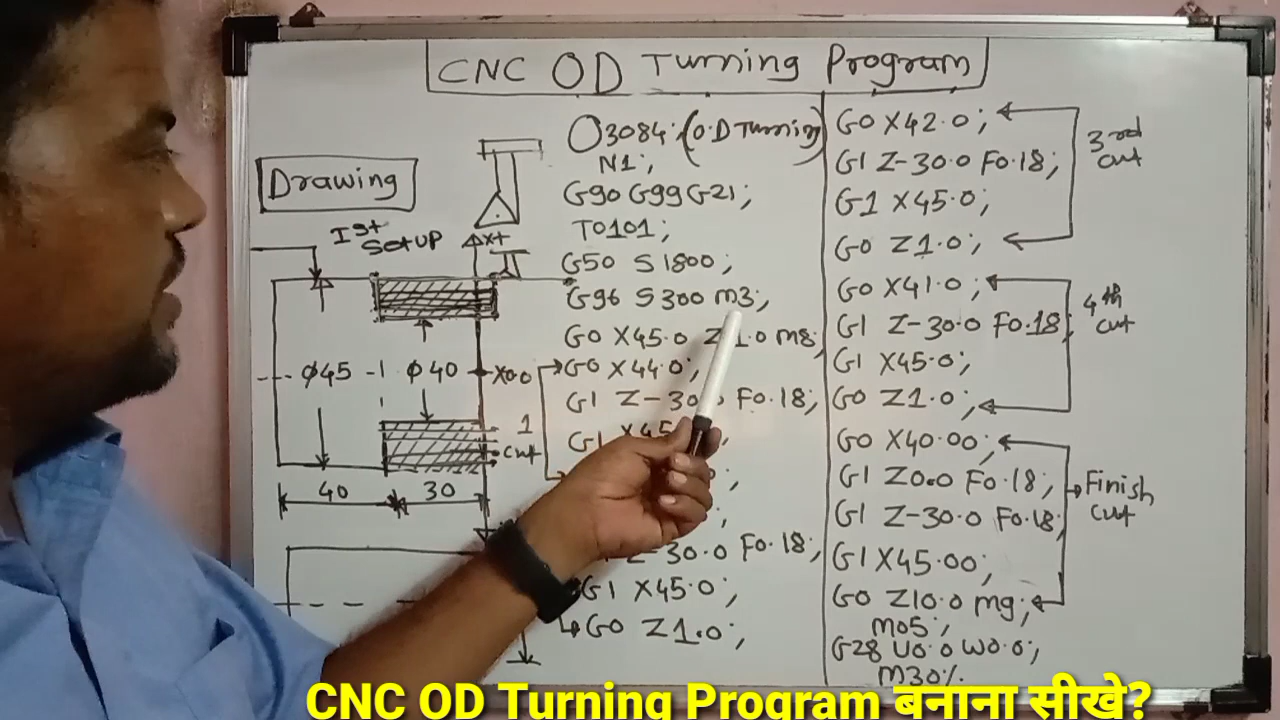 CNC OD Turning Program
Drawing
Ist
SetUP
X+
φ45
φ40
X0.0
1
cut
40
30
O3084; (O.D Turning)
N1;
G90 G99 G21;
T0101;
G50 S1800;
G96 S300 m3;
G0 X45.0 Z1.0 m8;
G0 X44.0;
G1 Z-30.0 F0.18;
G1 X45
-30.0 F0.18;
G1 X45.0;
G0 Z1.0;
G0 X42.0;
G1 Z-30.0 F0.18;
G1 X45.0;
G0 Z1.0;
3rd
cut
G0 X41.0;
G1 Z-30.0 F0.18;
G1 X45.0;
G0 Z1.0;
4th
cut
G0 X40.00;
G1 Z0.0 F0.18;
G1 Z-30.0 F0.18;
G1 X45.00;
G0 Z10.0 m9;
Finish
cut
M05;
G28 U0.0 W0.0;
M30%.
CNC OD Turning Program बनाना सीखे?